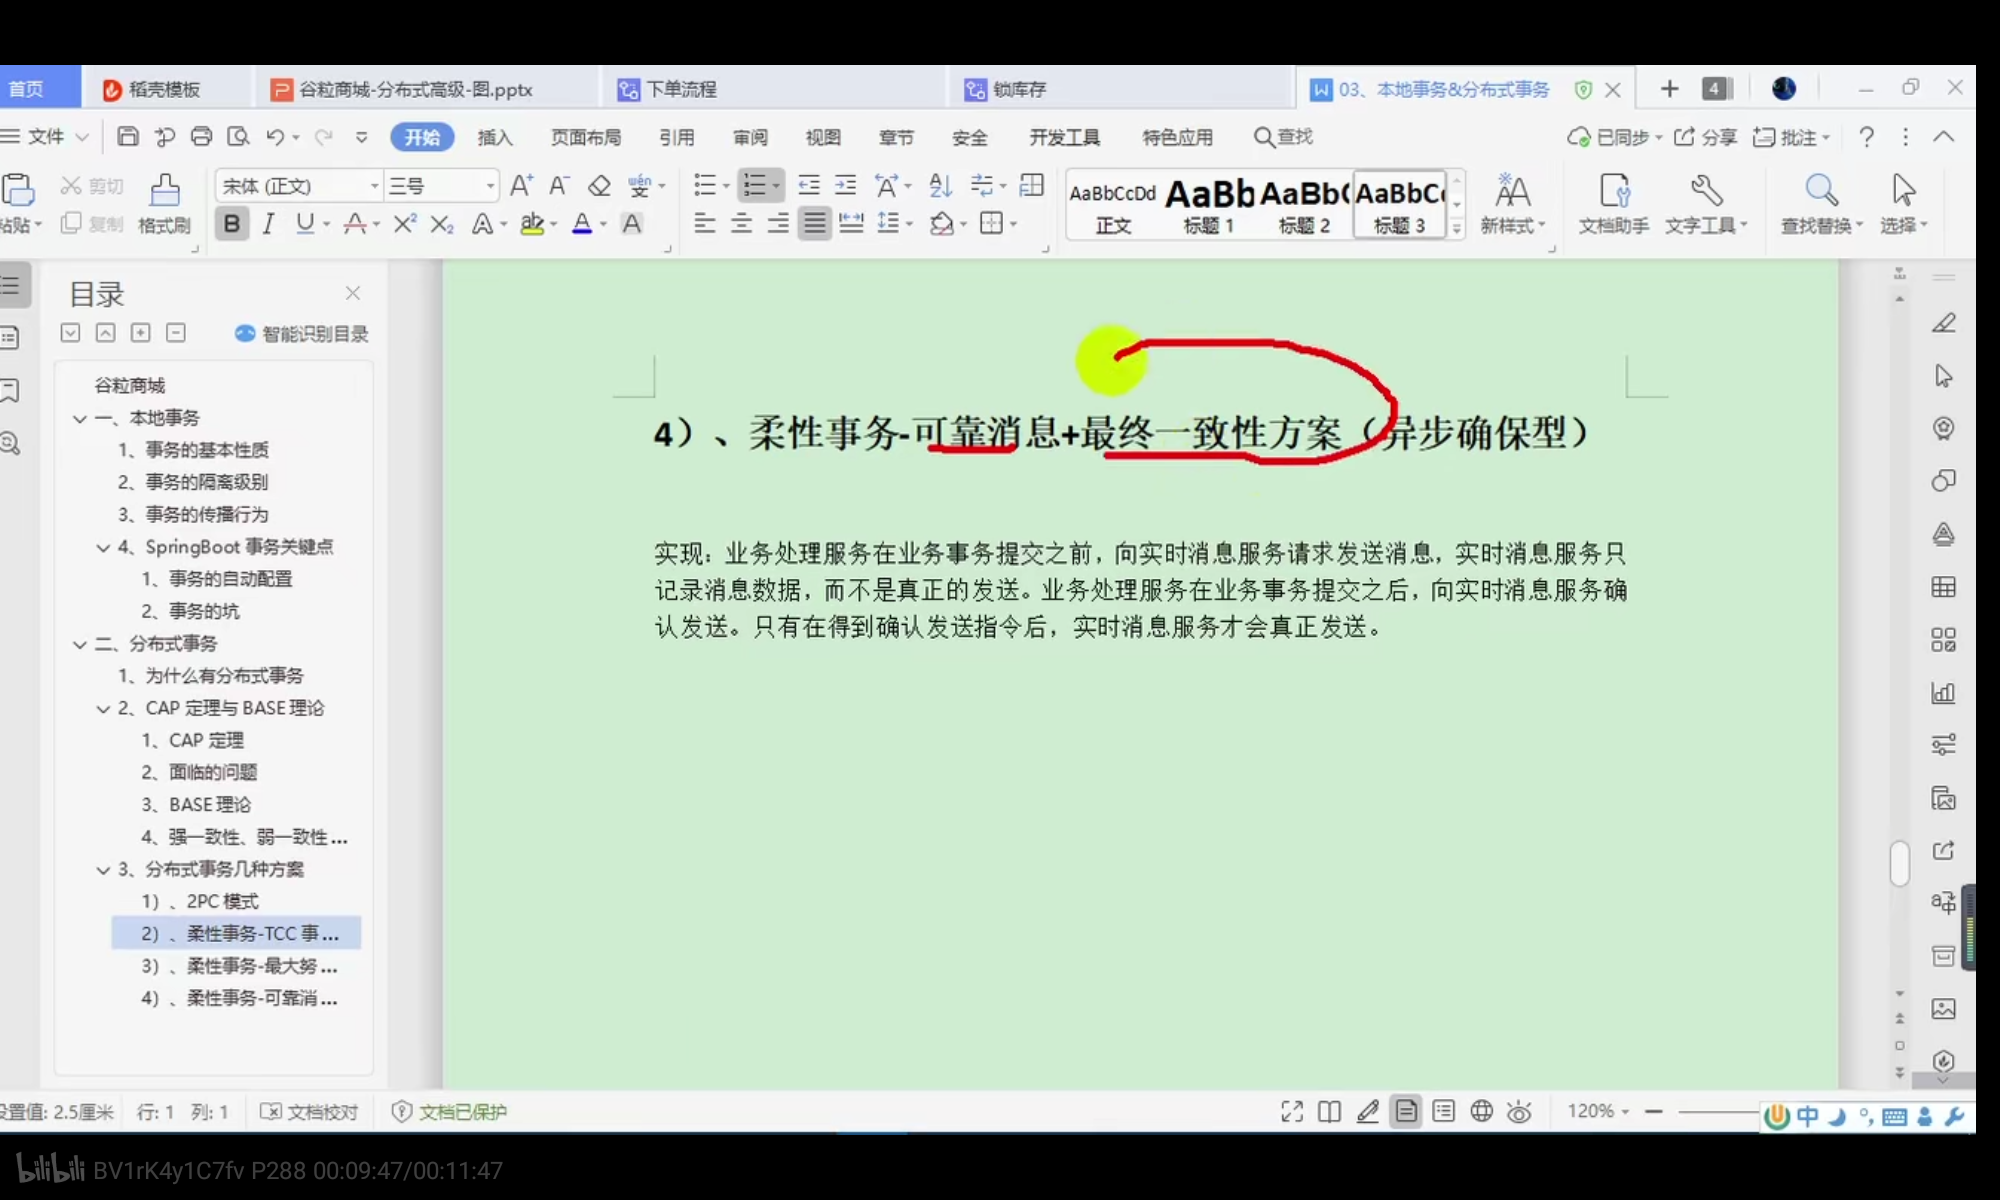 首页 稻壳模板 谷粒商城-分布式高级-图.pptx 下单流程 锁库存 03、本地事务&分布式事务 4
文件 开始 插入 页面布局 引用 审阅 视图 章节 安全 开发工具 特色应用 查找 已同步 分享 批注
剪切 宋体 (正文) 三号 AaBbCcDd AaBb AaBb( AaBbC
粘贴 复制 格式刷 正文 标题 1 标题 2 标题 3 新样式 文档助手 文字工具 查找替换 选择
目录
智能识别目录
谷粒商城
一、本地事务
1、事务的基本性质
2、事务的隔离级别
3、事务的传播行为
4、SpringBoot 事务关键点
1、事务的自动配置
2、事务的坑
二、分布式事务
1、为什么有分布式事务
2、CAP 定理与 BASE 理论
1、CAP 定理
2、面临的问题
3、BASE 理论
4、强一致性、弱一致性...
3、分布式事务几种方案
1）、2PC 模式
2）、柔性事务-TCC 事...
3）、柔性事务-最大努...
4）、柔性事务-可靠消...
4）、柔性事务-可靠消息+最终一致性方案（异步确保型）
实现：业务处理服务在业务事务提交之前，向实时消息服务请求发送消息，实时消息服务只
记录消息数据，而不是真正的发送。业务处理服务在业务事务提交之后，向实时消息服务确
认发送。只有在得到确认发送指令后，实时消息服务才会真正发送。
设置值: 2.5厘米 行: 1 列: 1 文档校对 文档已保护 120% 中
bilibili BV1rK4y1C7fv P288 00:09:47/00:11:47